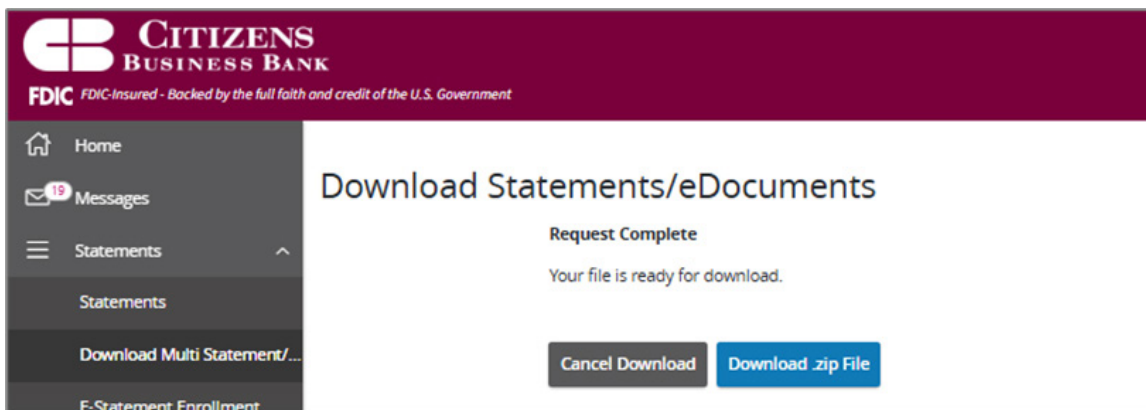 CITIZENS
BUSINESS BANK
FDIC FDIC-Insured - Backed by the full faith and credit of the U.S. Government
Home
19 Messages
Statements
Statements
Download Multi Statement/...
E-Statement Enrollment
Download Statements/eDocuments
Request Complete
Your file is ready for download.
Cancel Download
Download .zip File